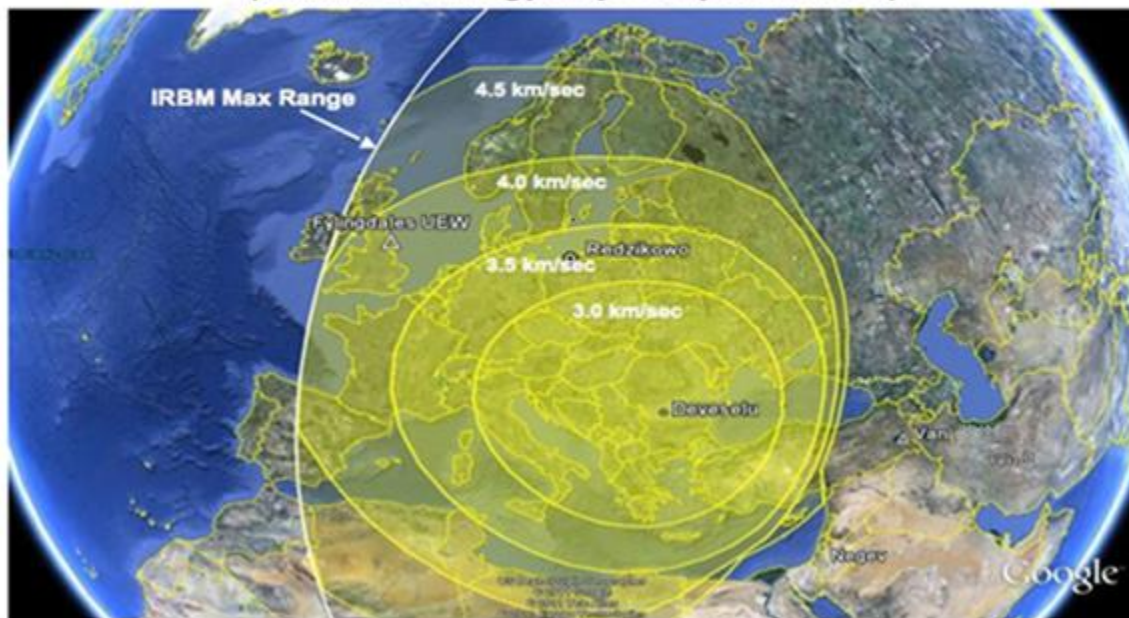 4.5 km/sec
IRBM Max Range
4.0 km/sec
Fylingdales UEW
Redzikowo
3.5 km/sec
3.0 km/sec
Deveselu
Van
Negev
Google